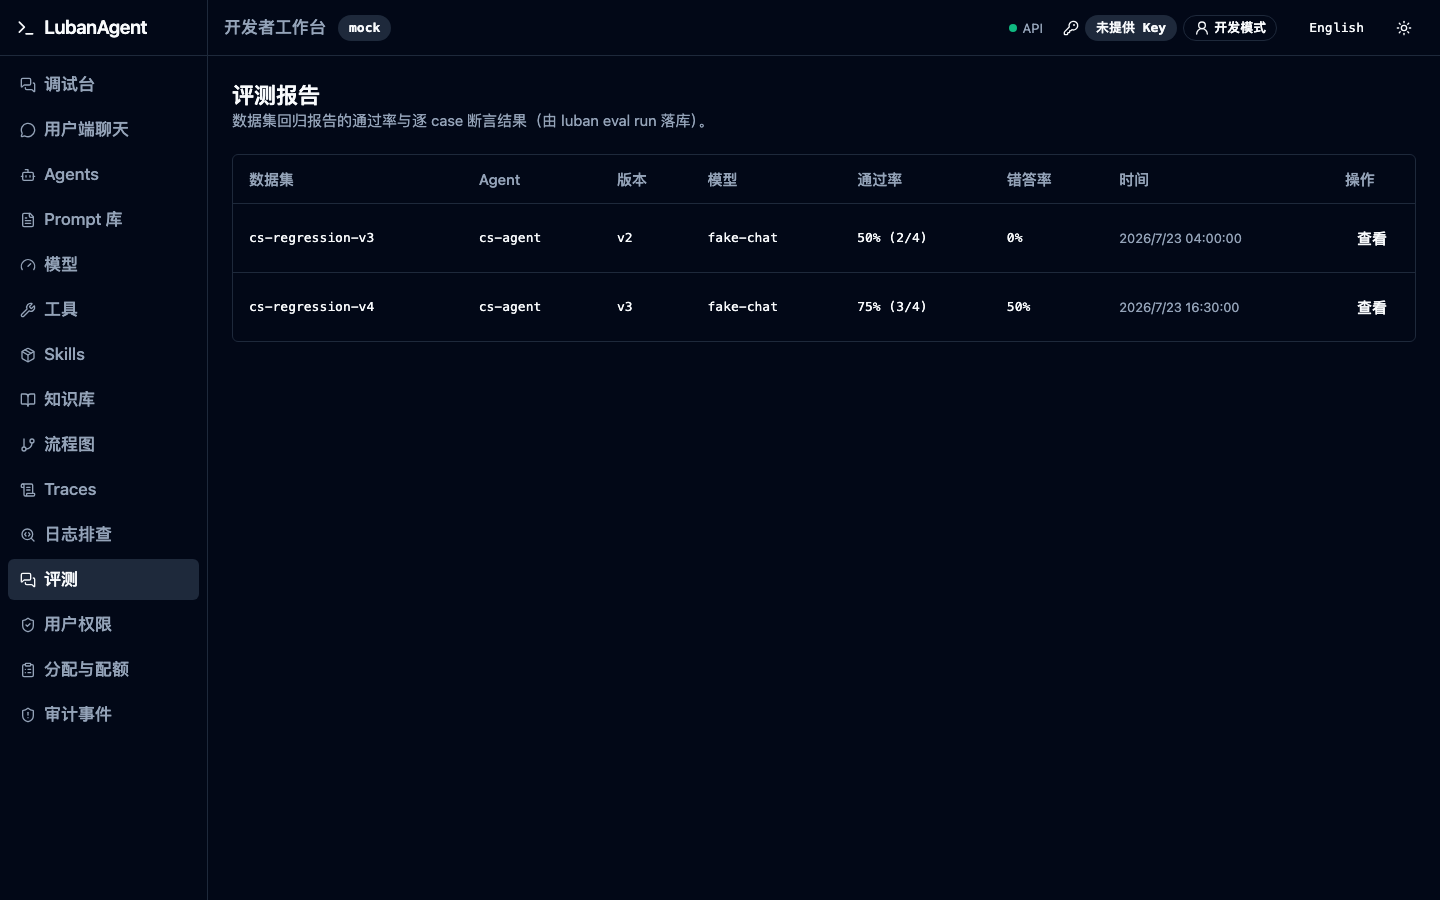 LubanAgent
开发者工作台 mock
API 未提供 Key 开发模式 English
调试台
用户端聊天
Agents
Prompt 库
模型
工具
Skills
知识库
流程图
Traces
日志排查
评测
用户权限
分配与配额
审计事件
评测报告
数据集回归报告的通过率与逐 case 断言结果（由 luban eval run 落库）。
数据集 Agent 版本 模型 通过率 错答率 时间 操作
cs-regression-v3 cs-agent v2 fake-chat 50% (2/4) 0% 2026/7/23 04:00:00 查看
cs-regression-v4 cs-agent v3 fake-chat 75% (3/4) 50% 2026/7/23 16:30:00 查看